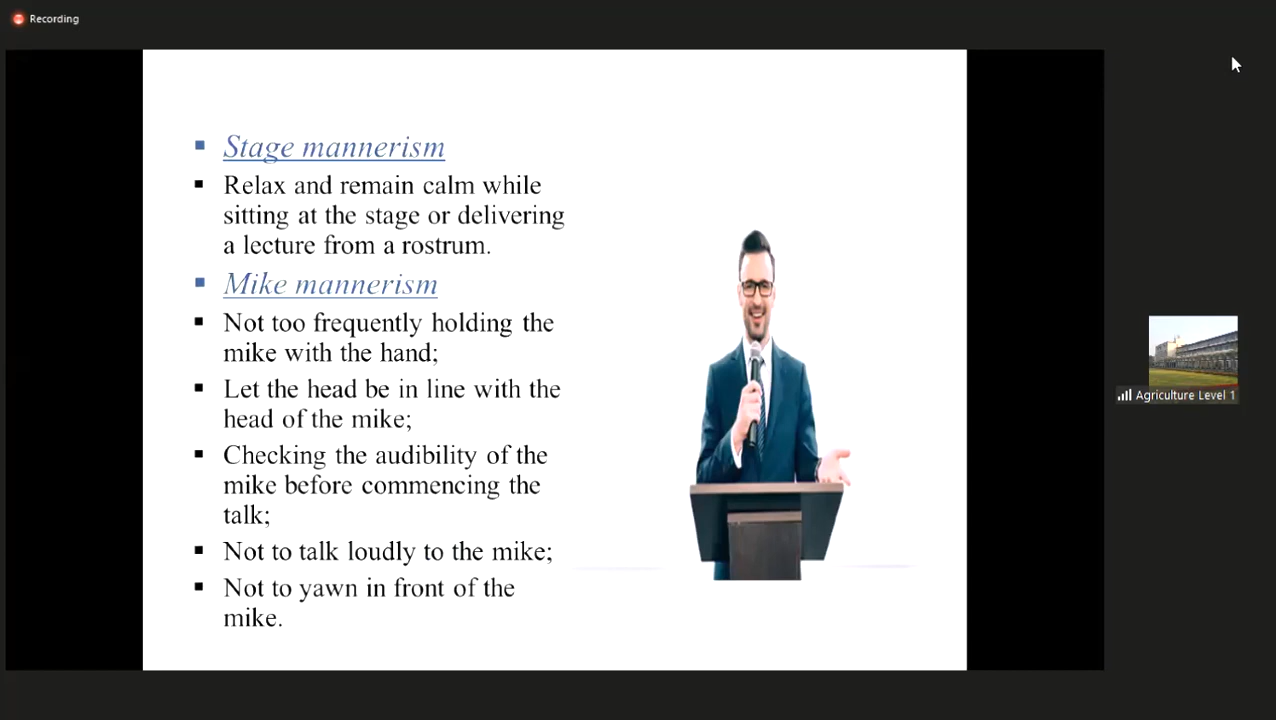 Recording
Stage mannerism
Relax and remain calm while
sitting at the stage or delivering
a lecture from a rostrum.
Mike mannerism
Not too frequently holding the
mike with the hand;
Let the head be in line with the
head of the mike;
Checking the audibility of the
mike before commencing the
talk;
Not to talk loudly to the mike;
Not to yawn in front of the
mike.
Agriculture Level 1